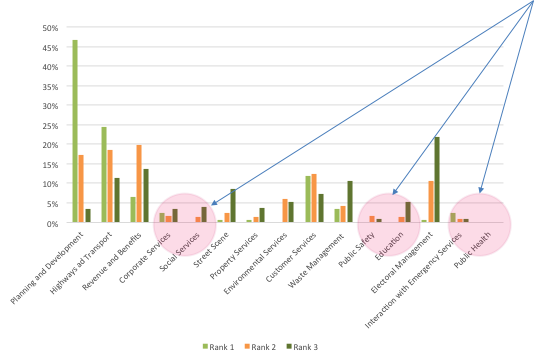 50%
45%
40%
35%
30%
25%
20%
15%
10%
5%
0%
Planning and Development
Highways ad Transport
Revenue and Benefits
Corporate Services
Social Services
Street Scene
Property Services
Environmental Services
Customer Services
Waste Management
Public Safety
Education
Electoral Management
Interaction with Emergency Services
Public Health
Rank 1 Rank 2 Rank 3